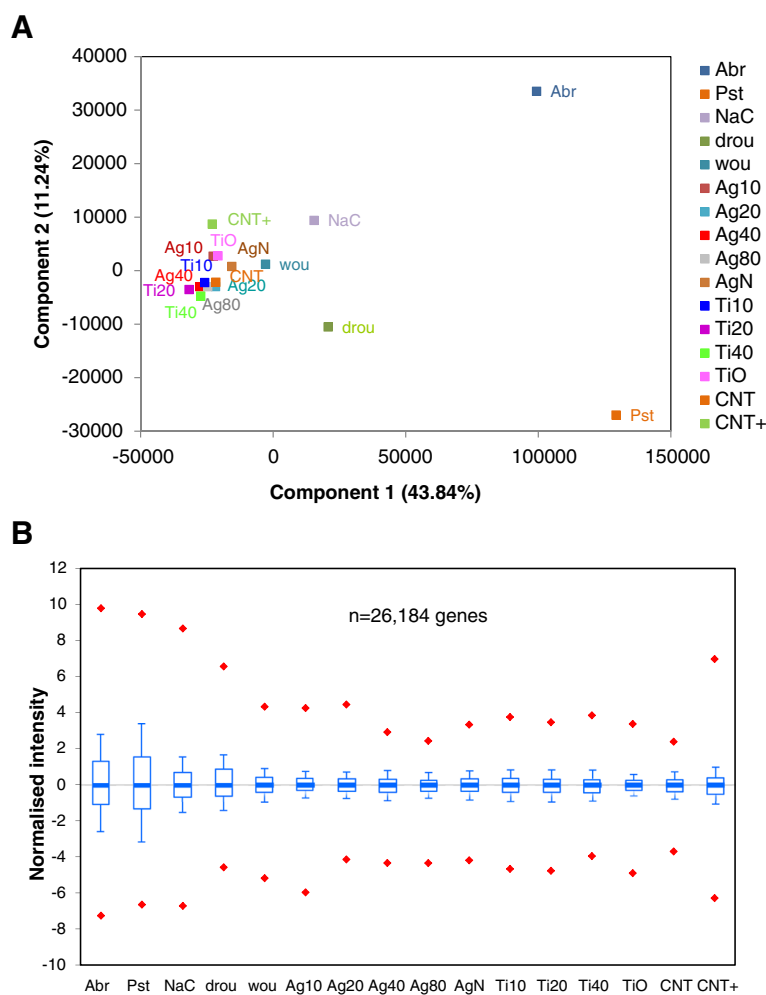 A
40000
30000
20000
10000
0
-10000
-20000
-30000
Component 2 (11.24%)
-50000 0 50000 100000 150000
Component 1 (43.84%)
Abr
NaC
CNT+
TiO
Ag10
AgN
wou
Ti10
CNT
Ag40
Ag20
Ti20
Ag80
Ti40
drou
Pst
Abr
Pst
NaC
drou
wou
Ag10
Ag20
Ag40
Ag80
AgN
Ti10
Ti20
Ti40
TiO
CNT
CNT+
B
n=26,184 genes
12
10
8
6
4
2
0
-2
-4
-6
-8
-10
Normalised intensity
Abr Pst NaC drou wou Ag10 Ag20 Ag40 Ag80 AgN Ti10 Ti20 Ti40 TiO CNT CNT+